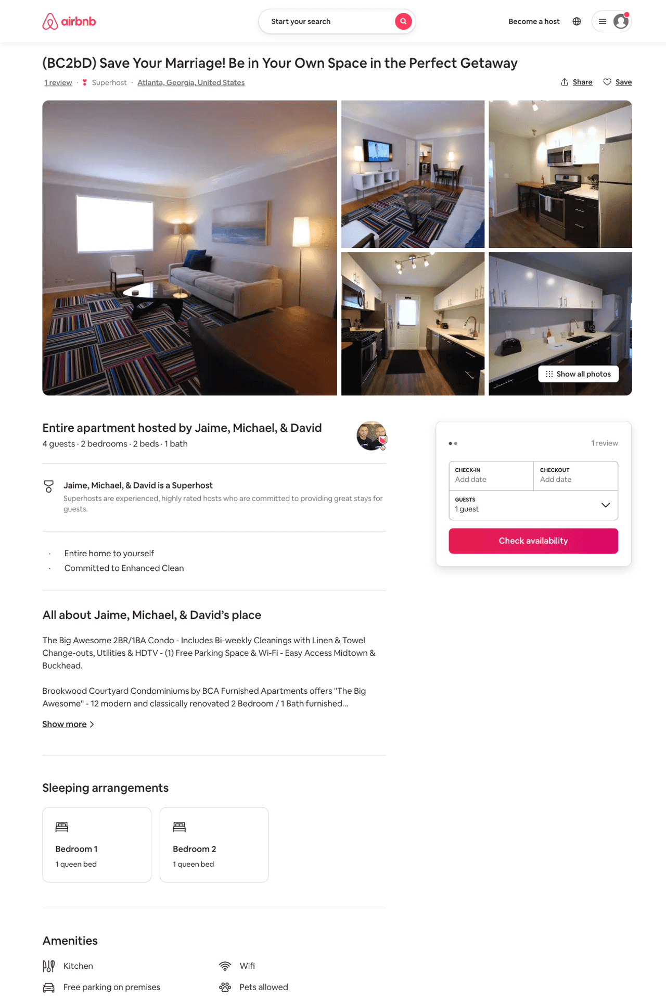 airbnb
Start your search
Become a host
(BC2bD) Save Your Marriage! Be in Your Own Space in the Perfect Getaway
1 review · Superhost · Atlanta, Georgia, United States
Share Save
Show all photos
Entire apartment hosted by Jaime, Michael, & David
4 guests · 2 bedrooms · 2 beds · 1 bath
1 review
CHECK-IN CHECKOUT
Add date Add date
GUESTS
1 guest
Check availability
Jaime, Michael, & David is a Superhost
Superhosts are experienced, highly rated hosts who are committed to providing great stays for
guests.
· Entire home to yourself
· Committed to Enhanced Clean
All about Jaime, Michael, & David’s place
The Big Awesome 2BR/1BA Condo - Includes Bi-weekly Cleanings with Linen & Towel
Change-outs, Utilities & HDTV - (1) Free Parking Space & Wi-Fi - Easy Access Midtown &
Buckhead.
Brookwood Courtyard Condominiums by BCA Furnished Apartments offers "The Big
Awesome" - 12 modern and classically renovated 2 Bedroom / 1 Bath furnished...
Show more
Sleeping arrangements
Bedroom 1 Bedroom 2
1 queen bed 1 queen bed
Amenities
Kitchen Wifi
Free parking on premises Pets allowed